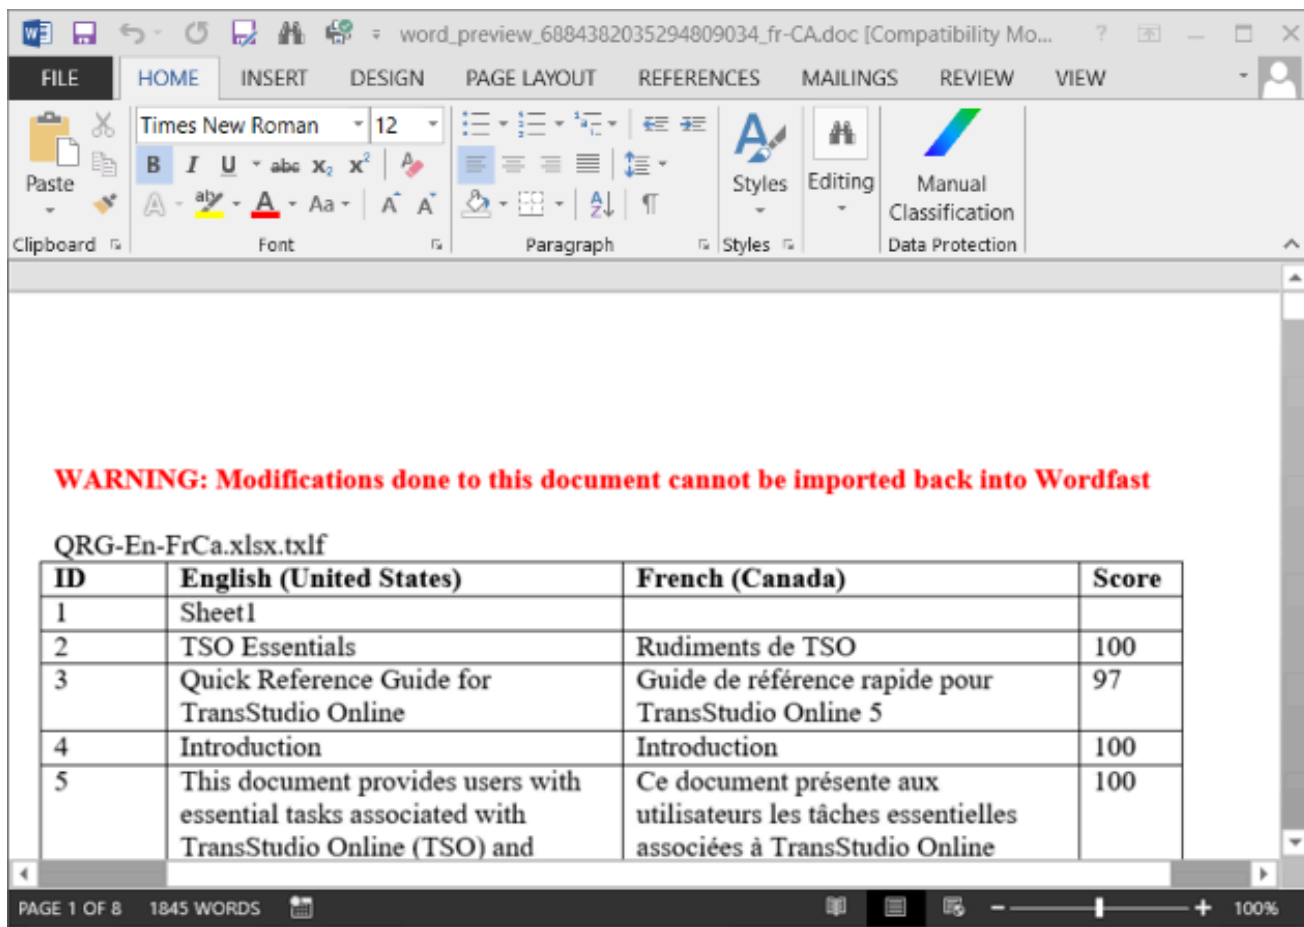 word_preview_6884382035294809034_fr-CA.doc [Compatibility Mo...
FILE HOME INSERT DESIGN PAGE LAYOUT REFERENCES MAILINGS REVIEW VIEW
Times New Roman 12
B I U abc X₂ X² A
Paste Styles Editing Manual Classification
A aby A Aa A A A Z
Clipboard Font Paragraph Styles Data Protection
WARNING: Modifications done to this document cannot be imported back into Wordfast
QRG-En-FrCa.xlsx.txlf
ID English (United States) French (Canada) Score
1 Sheet1
2 TSO Essentials Rudiments de TSO 100
3 Quick Reference Guide for Guide de référence rapide pour 97
TransStudio Online TransStudio Online 5
4 Introduction Introduction 100
5 This document provides users with Ce document présente aux 100
essential tasks associated with utilisateurs les tâches essentielles
TransStudio Online (TSO) and associées à TransStudio Online
PAGE 1 OF 8 1845 WORDS 100%